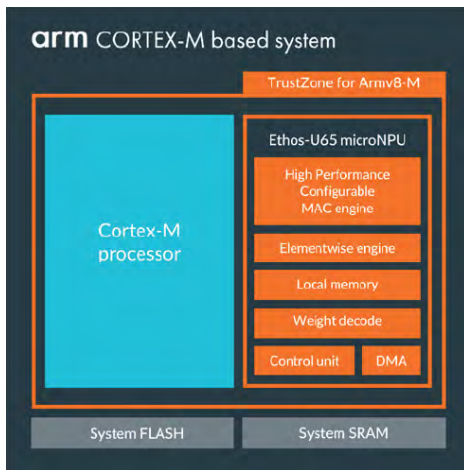 arm CORTEX-M based system
TrustZone for Armv8-M
Cortex-M
processor
Ethos-U65 microNPU
High Performance
Configurable
MAC engine
Elementwise engine
Local memory
Weight decode
Control unit
DMA
System FLASH
System SRAM